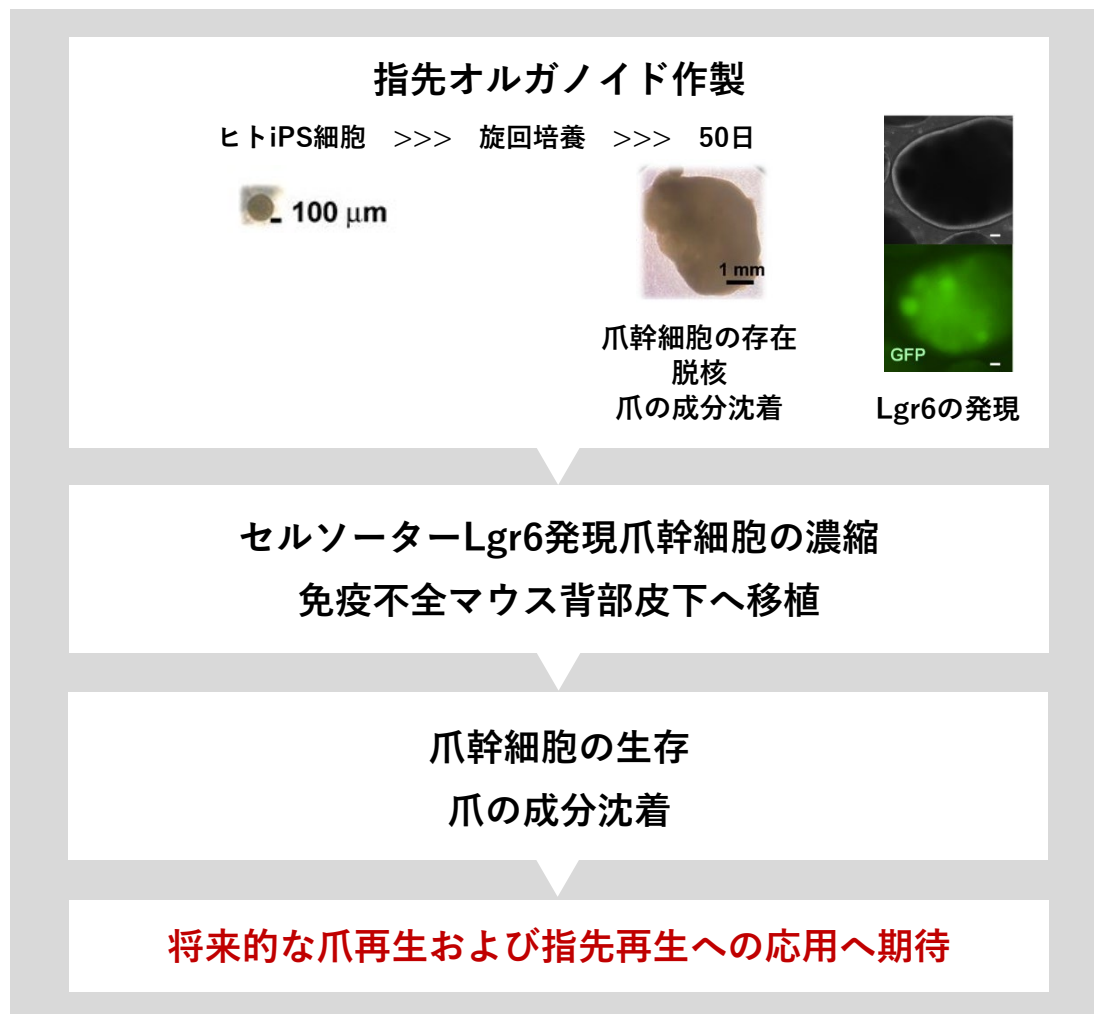 指先オルガノイド作製
ヒトiPS細胞 >>> 旋回培養 >>> 50日
100 μm
1 mm
爪幹細胞の存在
脱核
爪の成分沈着
GFP
Lgr6の発現
セルソーターLgr6発現爪幹細胞の濃縮
免疫不全マウス背部皮下へ移植
爪幹細胞の生存
爪の成分沈着
将来的な爪再生および指先再生への応用へ期待